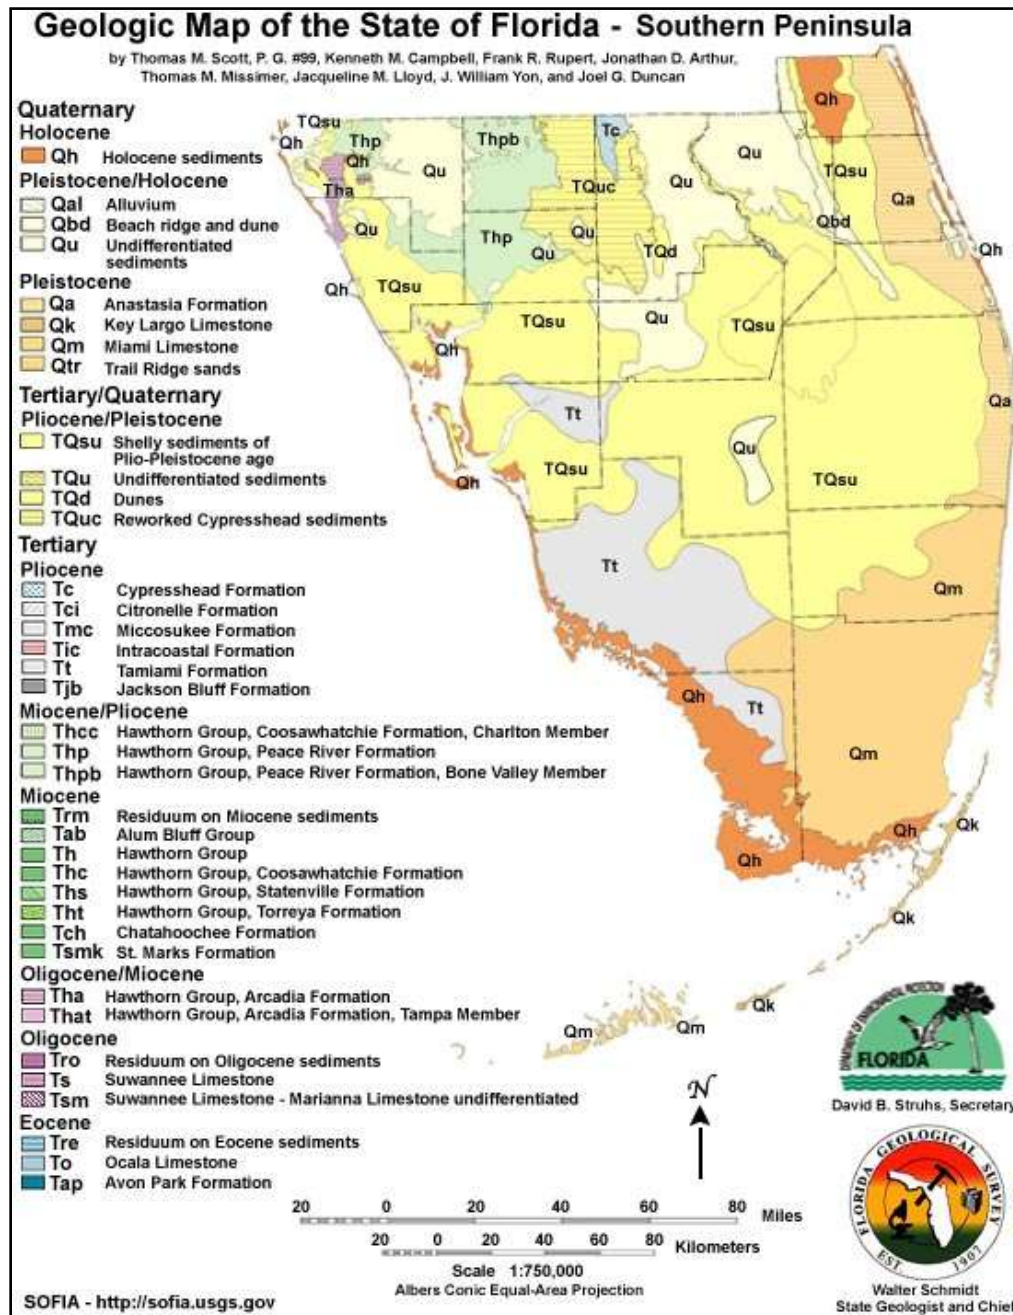 Geologic Map of the State of Florida - Southern Peninsula
by Thomas M. Scott, P. G. #99, Kenneth M. Campbell, Frank R. Rupert, Jonathan D. Arthur,
Thomas M. Missimer, Jacqueline M. Lloyd, J. William Yon, and Joel G. Duncan
Quaternary
Holocene
Qh Holocene sediments
Pleistocene/Holocene
Qal Alluvium
Qbd Beach ridge and dune
Qu Undifferentiated
sediments
Pleistocene
Qa Anastasia Formation
Qk Key Largo Limestone
Qm Miami Limestone
Qtr Trail Ridge sands
Tertiary/Quaternary
Pliocene/Pleistocene
TQsu Shelly sediments of
Plio-Pleistocene age
TQu Undifferentiated sediments
TQd Dunes
TQuc Reworked Cypresshead sediments
Tertiary
Pliocene
Tc Cypresshead Formation
Tci Citronelle Formation
Tmc Miccosukee Formation
Tic Intracoastal Formation
Tt Tamiami Formation
Tjb Jackson Bluff Formation
Miocene/Pliocene
Thcc Hawthorn Group, Coosawhatchie Formation, Charlton Member
Thp Hawthorn Group, Peace River Formation
Thpb Hawthorn Group, Peace River Formation, Bone Valley Member
Miocene
Trm Residuum on Miocene sediments
Tab Alum Bluff Group
Th Hawthorn Group
Thc Hawthorn Group, Coosawhatchie Formation
Ths Hawthorn Group, Statenville Formation
Tht Hawthorn Group, Torreya Formation
Tch Chatahoochee Formation
Tsmk St. Marks Formation
Oligocene/Miocene
Tha Hawthorn Group, Arcadia Formation
That Hawthorn Group, Arcadia Formation, Tampa Member
Oligocene
Tro Residuum on Oligocene sediments
Ts Suwannee Limestone
Tsm Suwannee Limestone - Marianna Limestone undifferentiated
Eocene
Tre Residuum on Eocene sediments
To Ocala Limestone
Tap Avon Park Formation
SOFIA - http://sofia.usgs.gov
Qh
TQsu
Qh
Thp
Qh
Tha
Qu
Thpb
Tc
TQuc
Qu
Qu
TQsu
Qa
Qbd
Qh
Qu
Thp
Qu
Qu
TQd
Qh
TQsu
TQsu
Qu
TQsu
Qh
Tt
Qa
Qu
TQsu
TQsu
Qh
Tt
Qm
Qh
Tt
Qm
Qh
Qk
Qh
Qk
Qk
Qm
Qm
N
20 0 20 40 60 80 Miles
20 0 20 40 60 80 Kilometers
Scale 1:750,000
Albers Conic Equal-Area Projection
DEPARTMENT OF ENVIRONMENTAL PROTECTION
FLORIDA
David B. Struhs, Secretary
FLORIDA GEOLOGICAL SURVEY
EST. 1907
Walter Schmidt
State Geologist and Chief